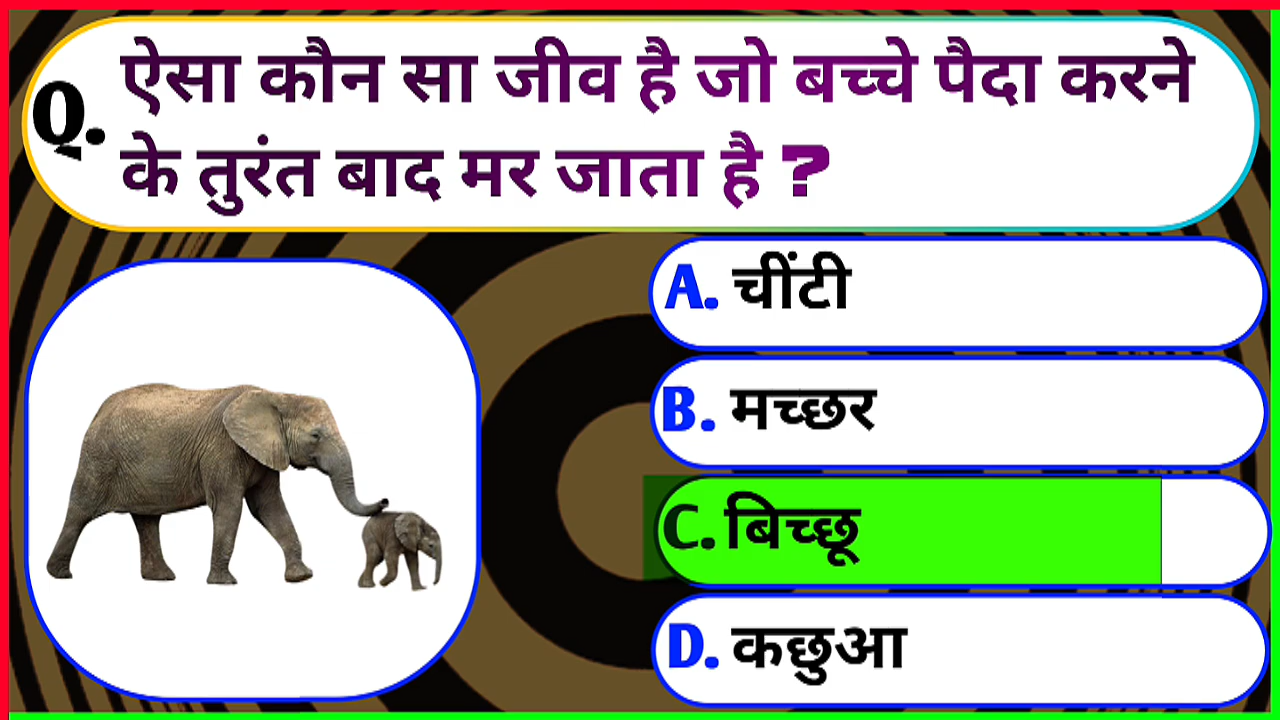 Q. ऐसा कौन सा जीव है जो बच्चे पैदा करने
के तुरंत बाद मर जाता है ?
A. चींटी
B. मच्छर
C. बिच्छू
D. कछुआ